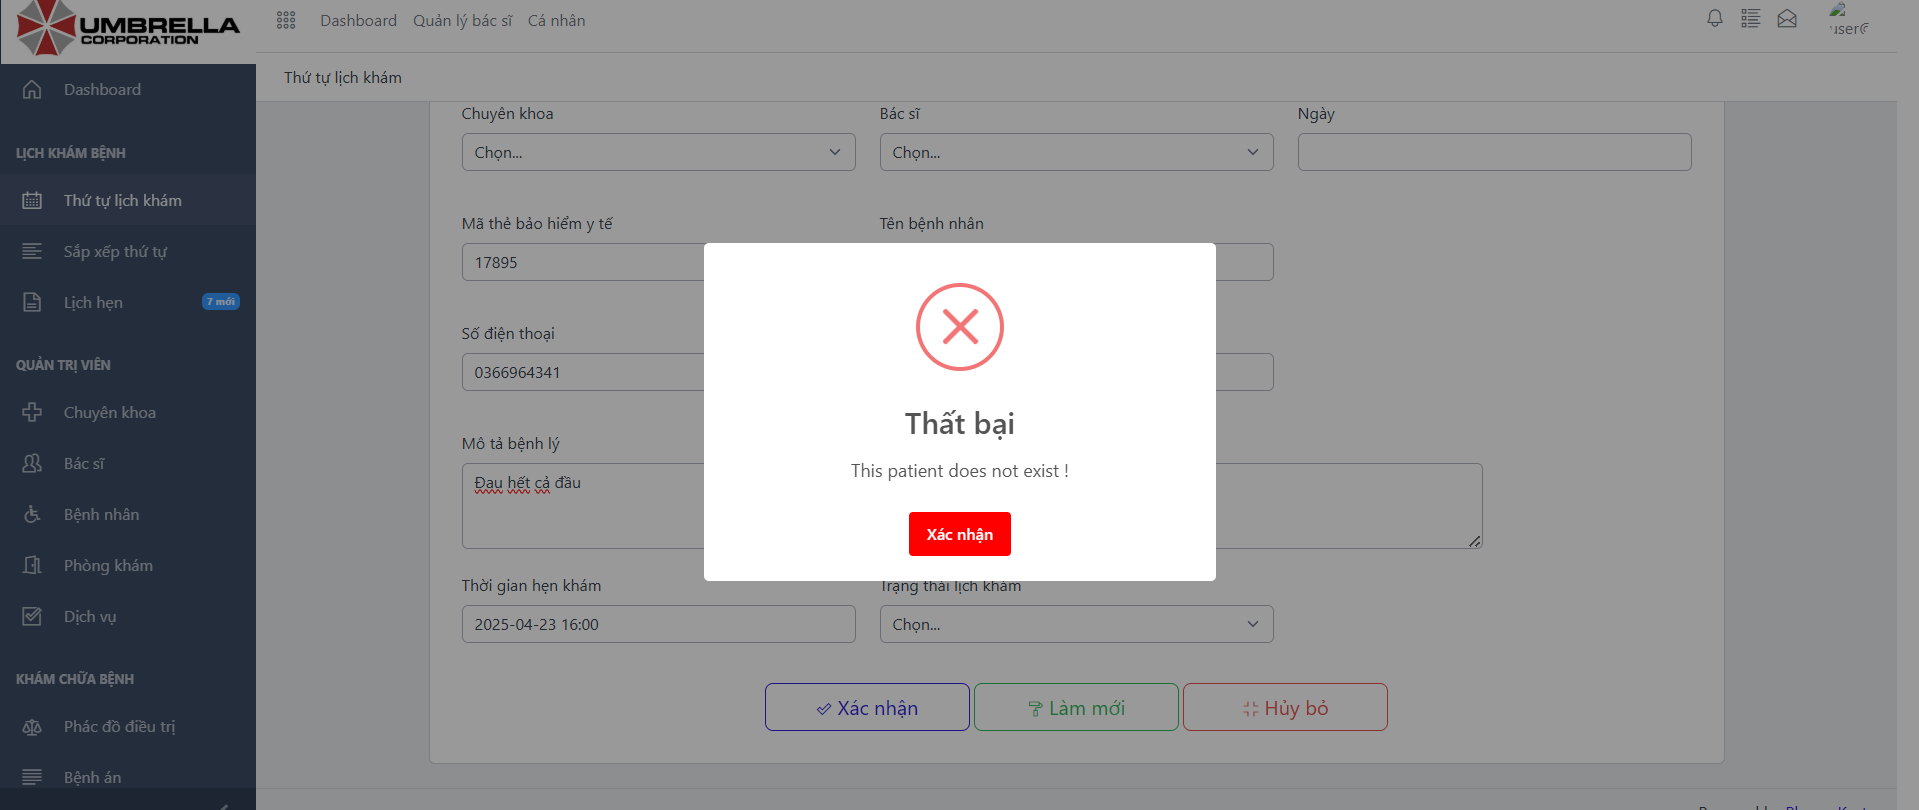 UMBRELLA
CORPORATION
Dashboard Quản lý bác sĩ Cá nhân
user@
Thứ tự lịch khám
Dashboard
LỊCH KHÁM BỆNH
Thứ tự lịch khám
Sắp xếp thứ tự
Lịch hẹn 7 mới
QUẢN TRỊ VIÊN
Chuyên khoa
Bác sĩ
Bệnh nhân
Phòng khám
Dịch vụ
KHÁM CHỮA BỆNH
Phác đồ điều trị
Bệnh án
Chuyên khoa Bác sĩ Ngày
Chọn... Chọn...
Mã thẻ bảo hiểm y tế Tên bệnh nhân
17895
Số điện thoại
0366964341
Mô tả bệnh lý
Đau hết cả đầu
Thời gian hẹn khám Trạng thái lịch khám
2025-04-23 16:00 Chọn...
Xác nhận Làm mới Hủy bỏ
Thất bại
This patient does not exist !
Xác nhận